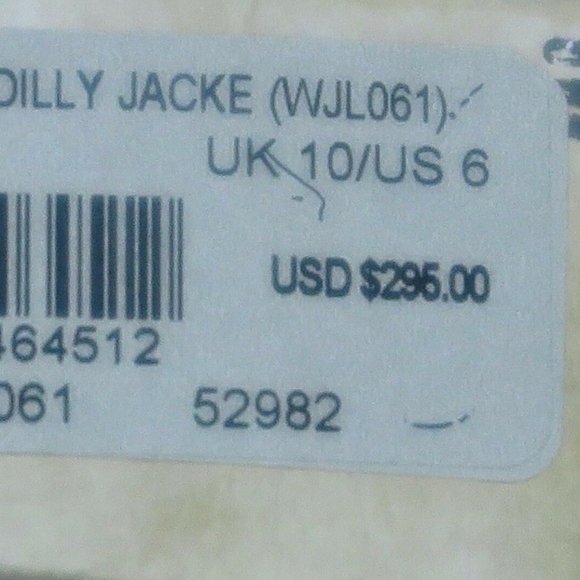 DILLY JACKE (WJL061)
UK 10/US 6
USD $295.00
464512
061 52982